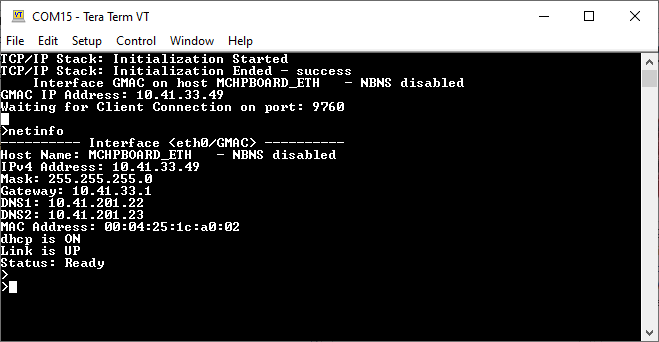 COM15 - Tera Term VT
File Edit Setup Control Window Help
TCP/IP Stack: Initialization Started
TCP/IP Stack: Initialization Ended - success
    Interface GMAC on host MCHPBOARD_ETH   - NBNS disabled
GMAC IP Address: 10.41.33.49
Waiting for Client Connection on port: 9760
>netinfo
---------- Interface <eth0/GMAC> ----------
Host Name: MCHPBOARD_ETH   - NBNS disabled
IPv4 Address: 10.41.33.49
Mask: 255.255.255.0
Gateway: 10.41.33.1
DNS1: 10.41.201.22
DNS2: 10.41.201.23
MAC Address: 00:04:25:1c:a0:02
dhcp is ON
Link is UP
Status: Ready
>
>